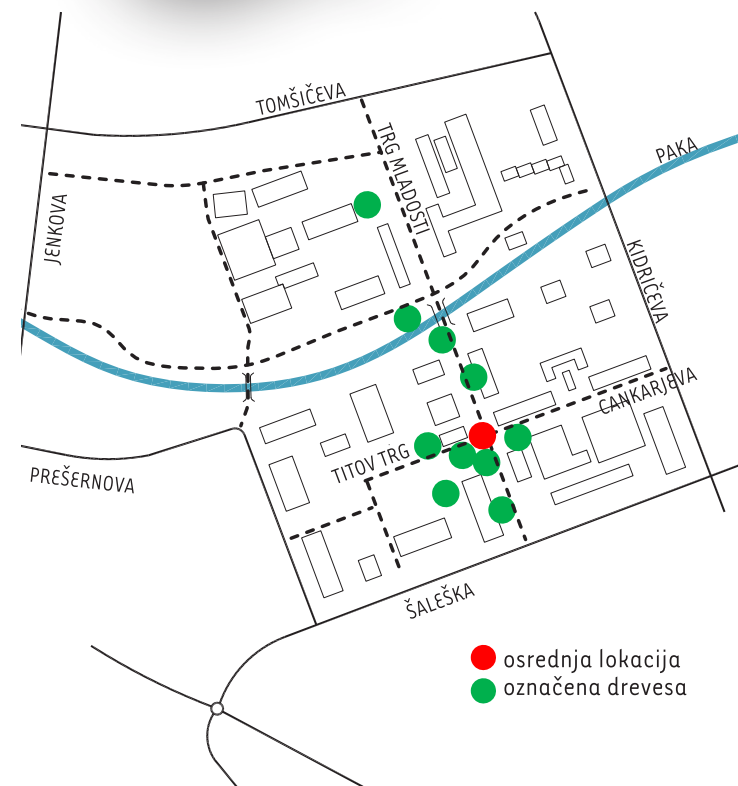 TOMŠIČEVA
TRG MLADOSTI
PAKA
JENKOVA
KIDRIČEVA
CANKARJEVA
TITOV TRG
PREŠERNOVA
ŠALEŠKA
osrednja lokacija
označena drevesa